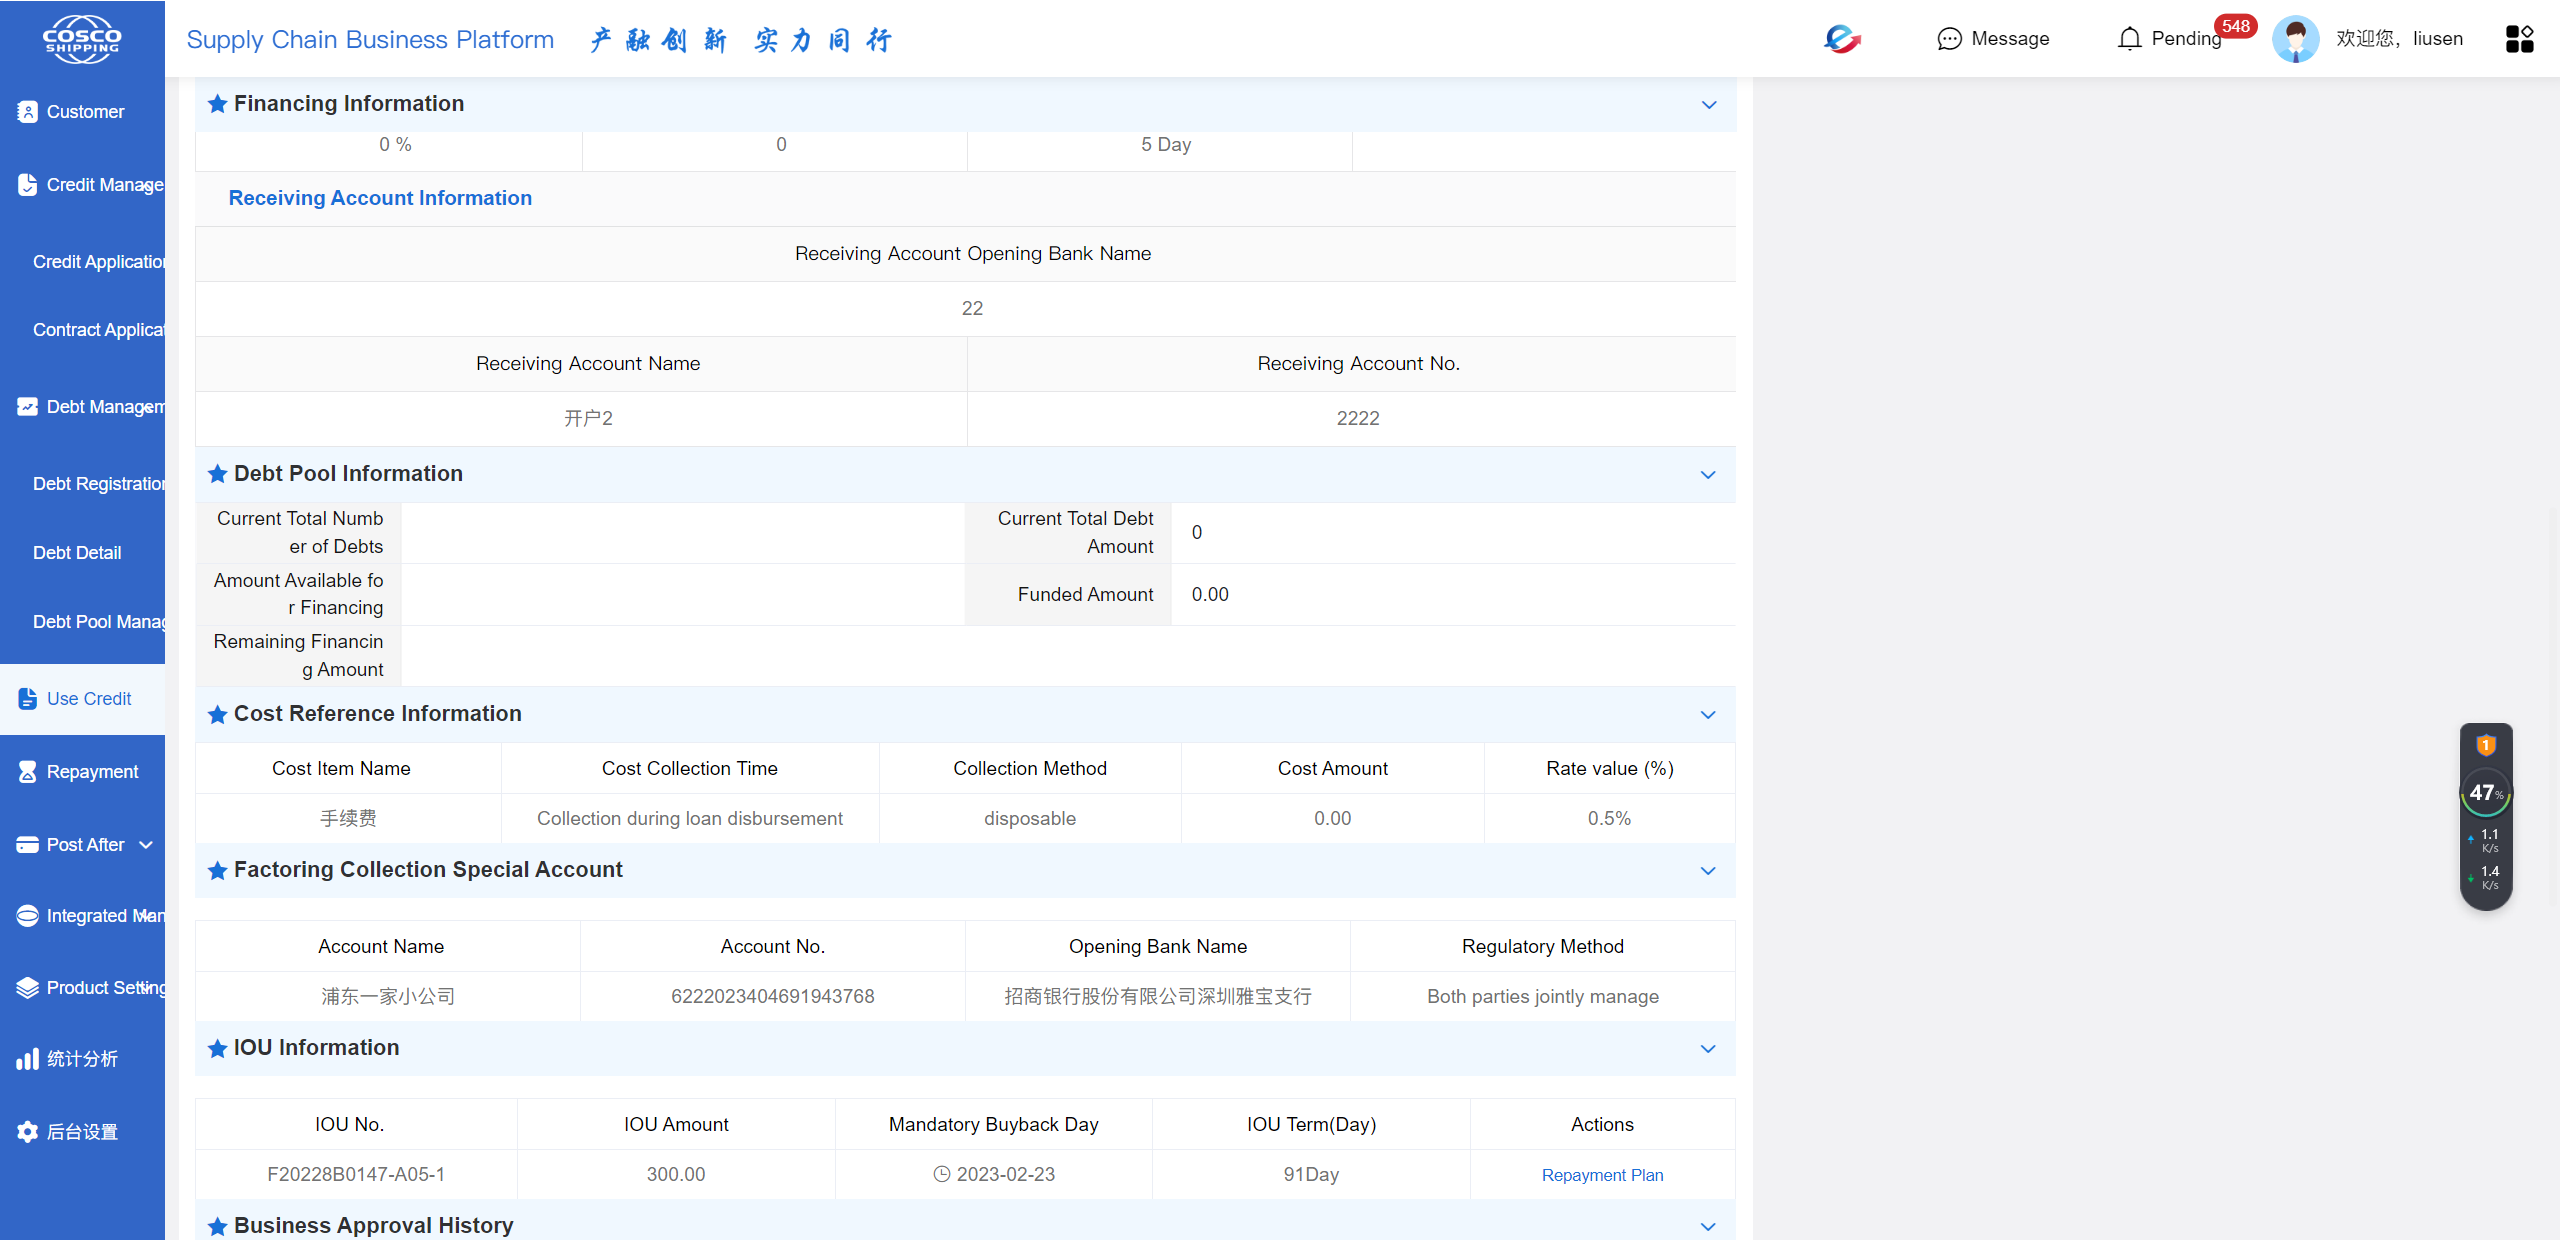 COSCO
SHIPPING
Supply Chain Business Platform
产融创新 实力同行
Message
Pending
548
欢迎您，liusen
Customer
Credit Manage
Credit Application
Contract Applicat
Debt Managem
Debt Registration
Debt Detail
Debt Pool Manag
Use Credit
Repayment
Post After
Integrated Man
Product Setting
统计分析
后台设置
Financing Information
0 % 0 5 Day
Receiving Account Information
Receiving Account Opening Bank Name
22
Receiving Account Name Receiving Account No.
开户2 2222
Debt Pool Information
Current Total Numb
er of Debts
Current Total Debt
Amount
0
Amount Available fo
r Financing
Funded Amount 0.00
Remaining Financin
g Amount
Cost Reference Information
Cost Item Name Cost Collection Time Collection Method Cost Amount Rate value (%)
手续费 Collection during loan disbursement disposable 0.00 0.5%
Factoring Collection Special Account
Account Name Account No. Opening Bank Name Regulatory Method
浦东一家小公司 6222023404691943768 招商银行股份有限公司深圳雅宝支行 Both parties jointly manage
IOU Information
IOU No. IOU Amount Mandatory Buyback Day IOU Term(Day) Actions
F20228B0147-A05-1 300.00 2023-02-23 91Day Repayment Plan
Business Approval History
1
47%
1.1
K/s
1.4
K/s